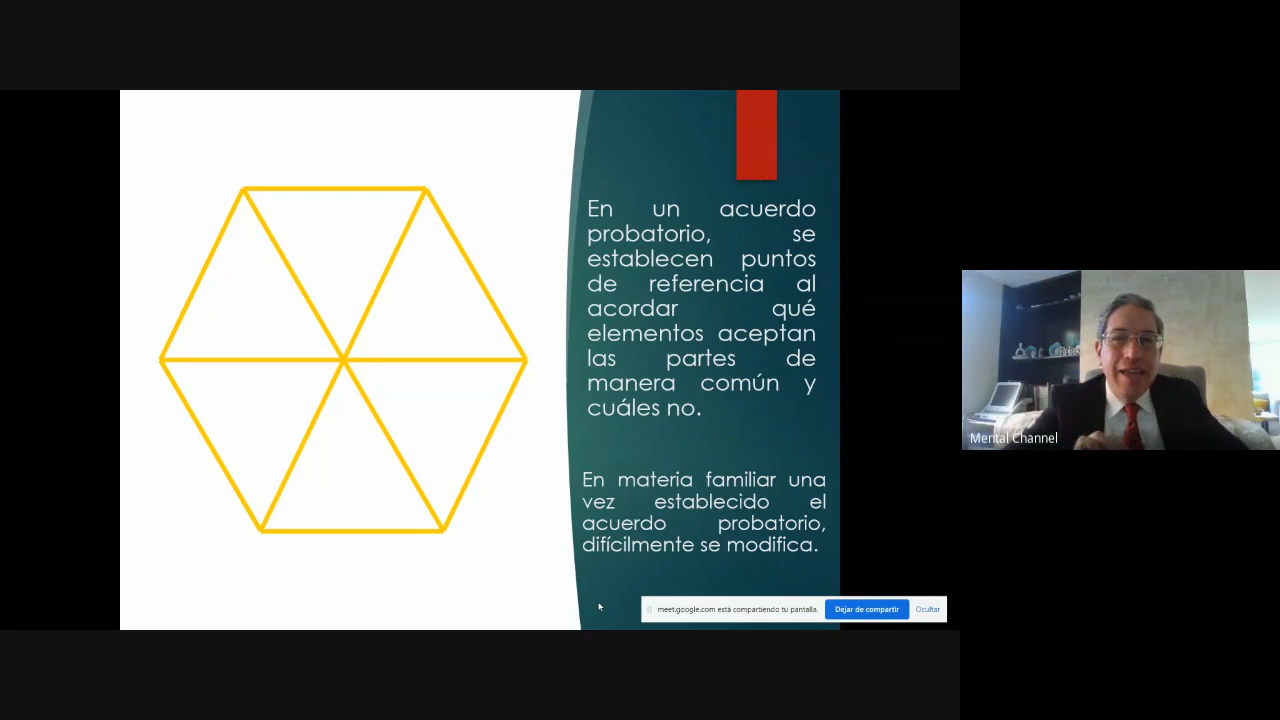 En un acuerdo
probatorio, se
establecen puntos
de referencia al
acordar qué
elementos aceptan
las partes de
manera común y
cuáles no.
En materia familiar una
vez establecido el
acuerdo probatorio,
difícilmente se modifica.
meet.google.com está compartiendo tu pantalla. Dejar de compartir Ocultar
Mental Channel